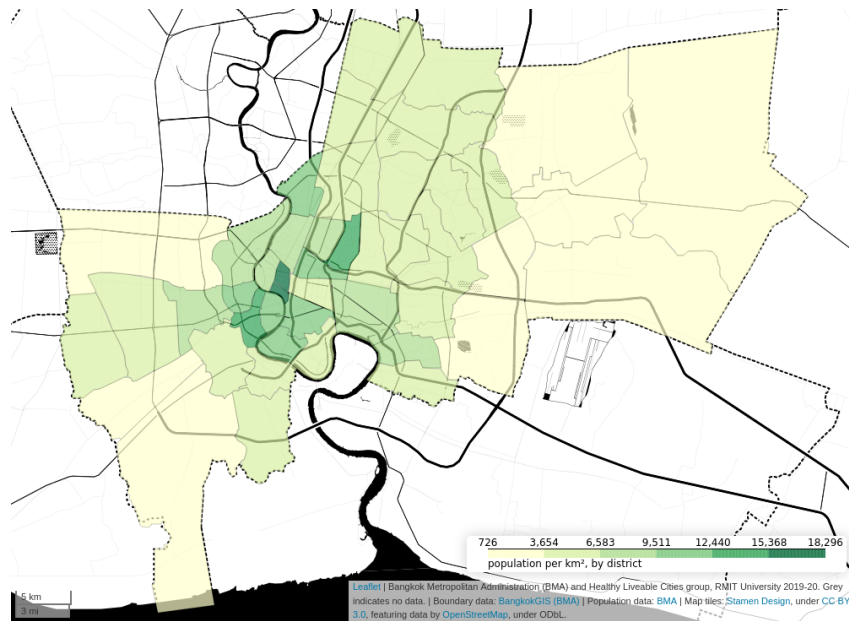 726 3,654 6,583 9,511 12,440 15,368 18,296
population per km², by district
5 km
3 mi
Leaflet | Bangkok Metropolitan Administration (BMA) and Healthy Liveable Cities group, RMIT University 2019-20. Grey
indicates no data. | Boundary data: BangkokGIS (BMA) | Population data: BMA | Map tiles: Stamen Design, under CC BY
3.0, featuring data by OpenStreetMap, under ODbL.